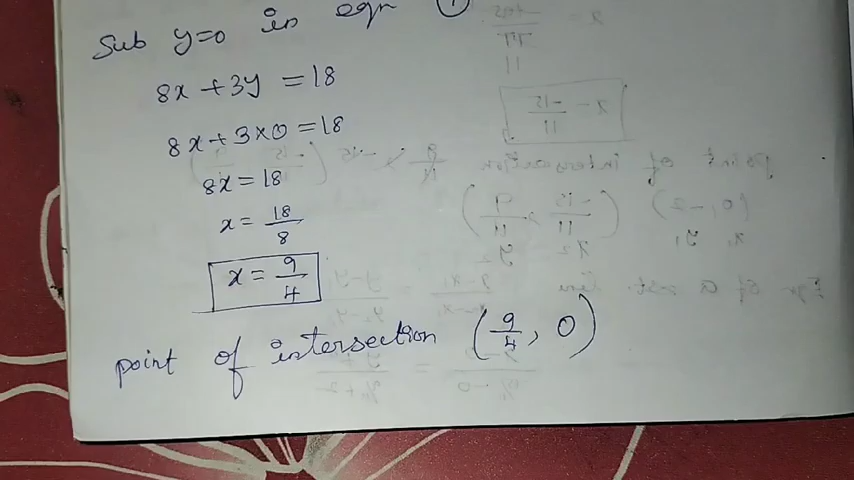 Sub y=0 in eqn ①
8x + 3y = 18
8x + 3×0 = 18
8x = 18
x = 18/8
x = 9/4
point of intersection (9/4, 0)